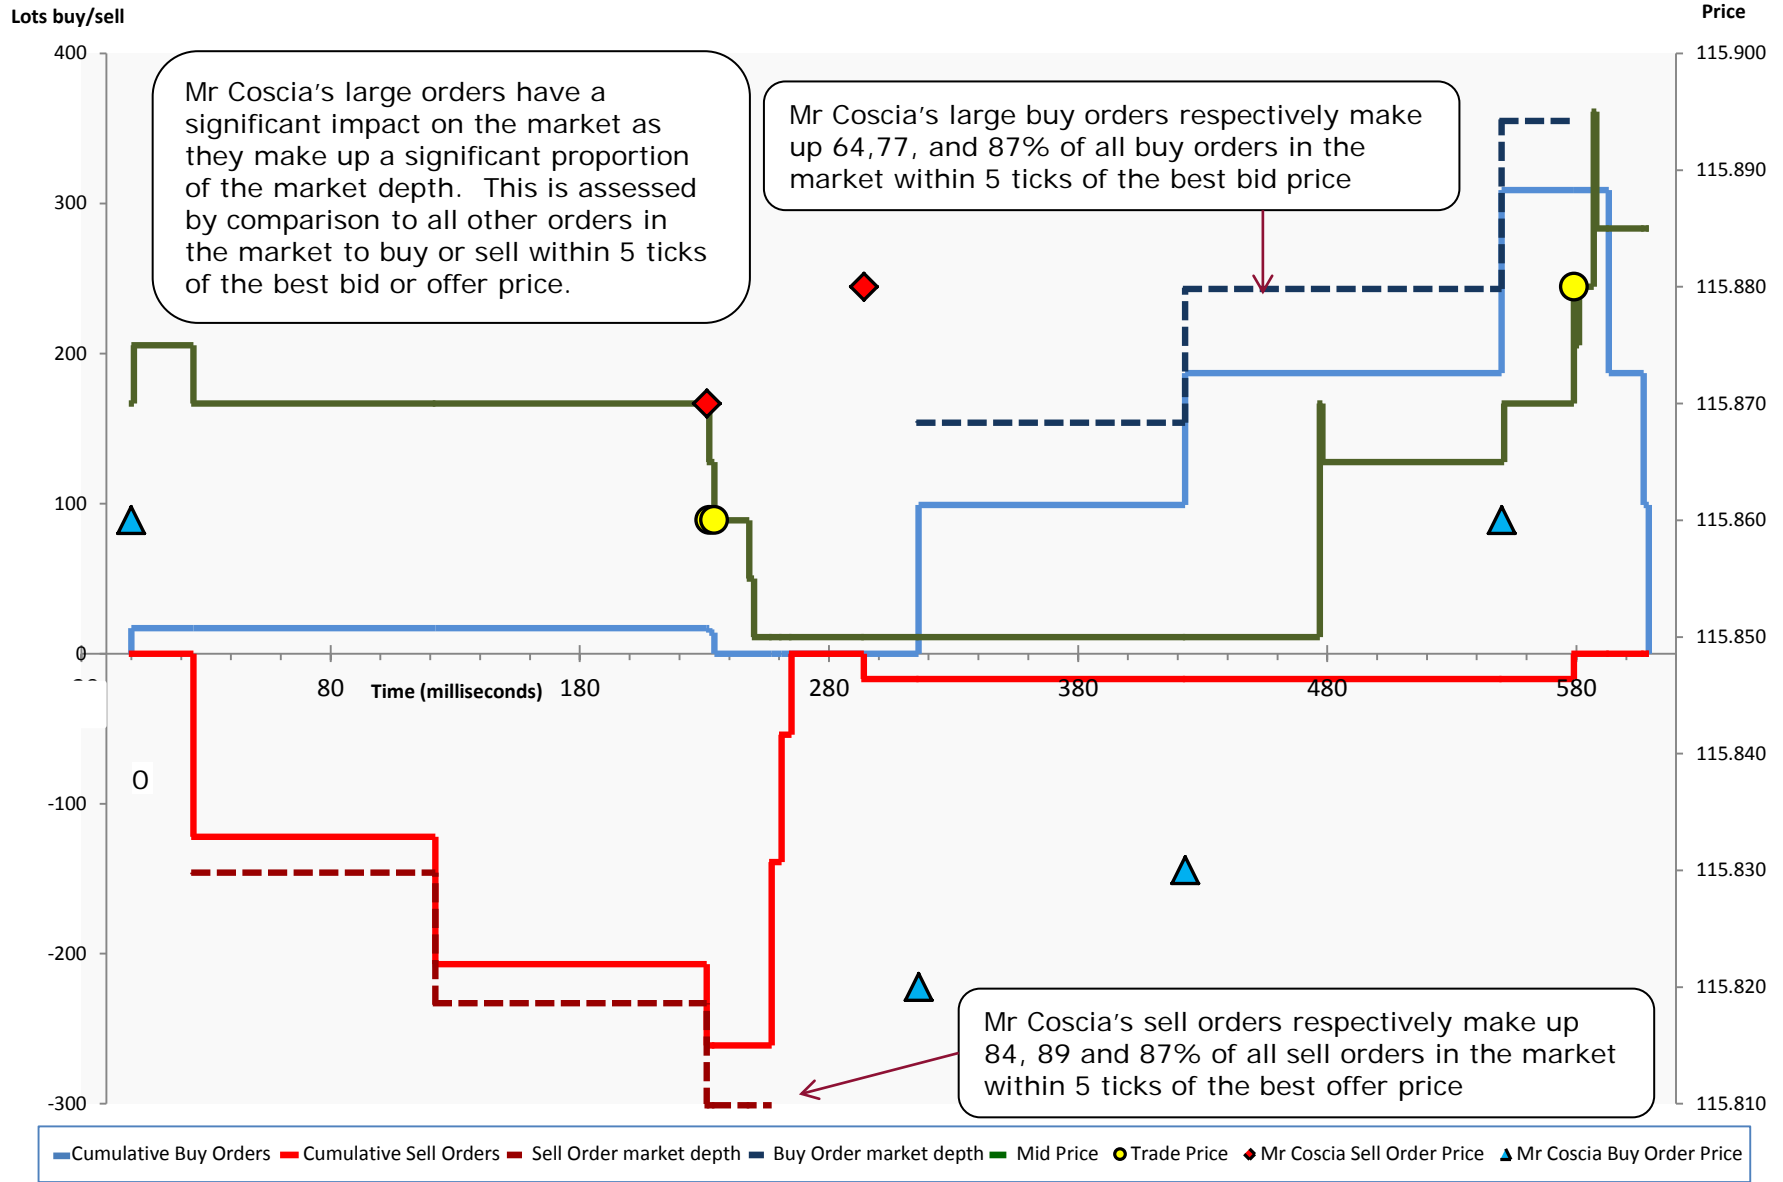 Lots buy/sell
Price
400
300
200
100
0
-100
-200
-300
115.900
115.890
115.880
115.870
115.860
115.850
115.840
115.830
115.820
115.810
Mr Coscia's large orders have a
significant impact on the market as
they make up a significant proportion
of the market depth.  This is assessed
by comparison to all other orders in
the market to buy or sell within 5 ticks
of the best bid or offer price.
Mr Coscia's large buy orders respectively make
up 64,77, and 87% of all buy orders in the
market within 5 ticks of the best bid price
80 Time (milliseconds) 180 280 380 480 580
0
Mr Coscia's sell orders respectively make up
84, 89 and 87% of all sell orders in the market
within 5 ticks of the best offer price
Cumulative Buy Orders Cumulative Sell Orders Sell Order market depth Buy Order market depth Mid Price Trade Price Mr Coscia Sell Order Price Mr Coscia Buy Order Price